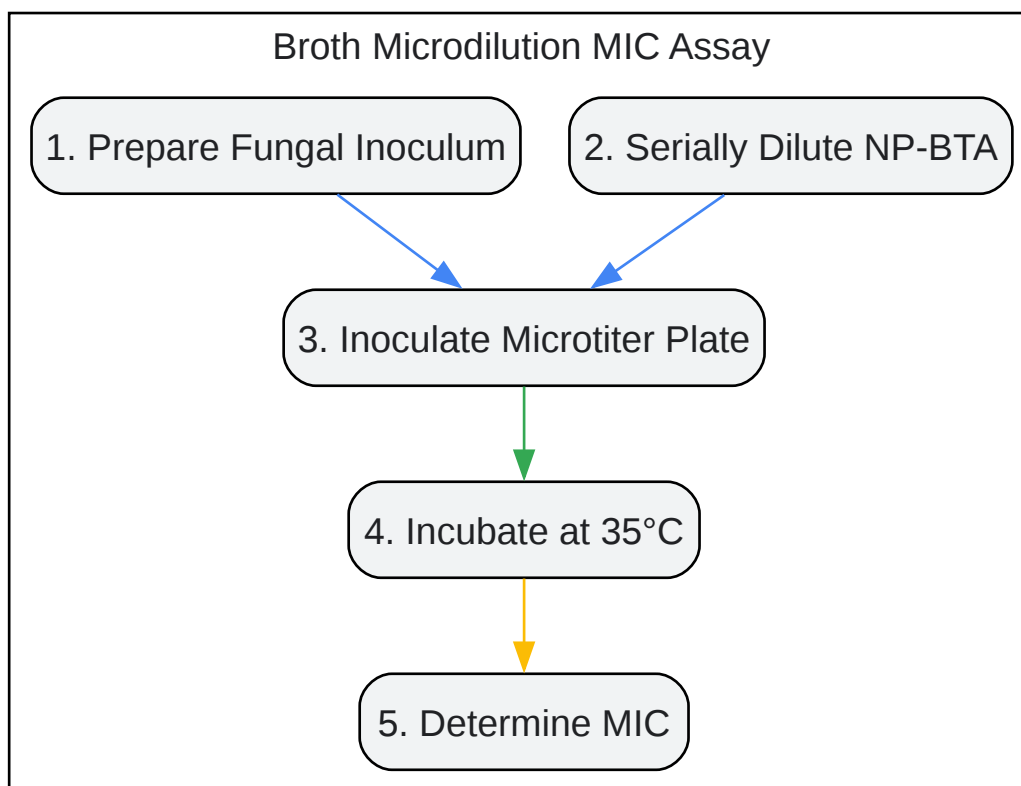 Broth Microdilution MIC Assay
1. Prepare Fungal Inoculum
2. Serially Dilute NP-BTA
3. Inoculate Microtiter Plate
4. Incubate at 35°C
5. Determine MIC